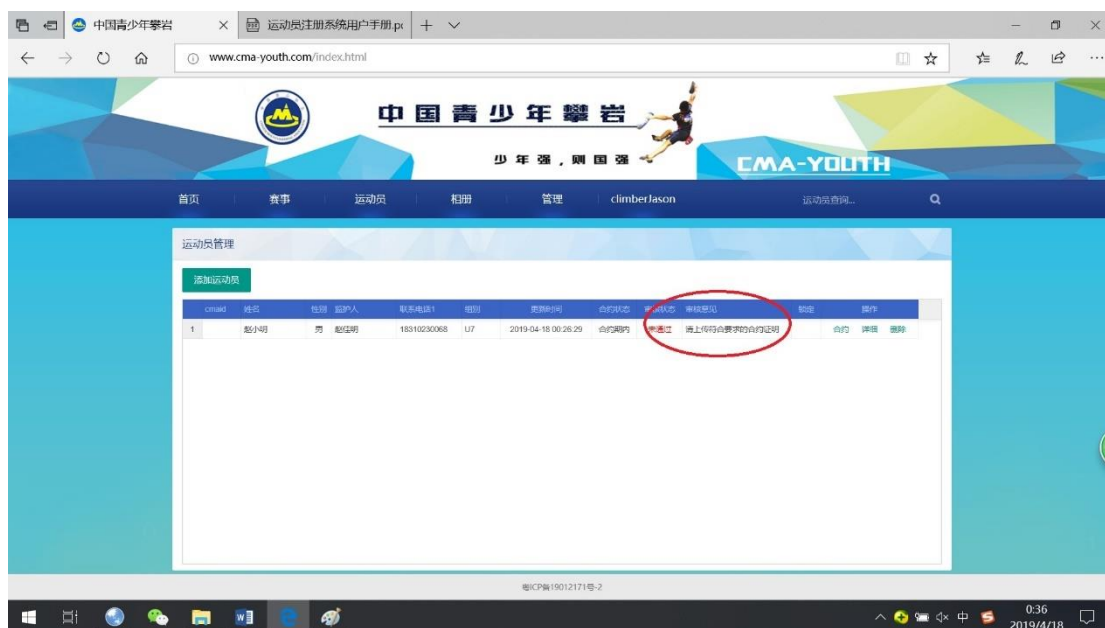 中国青少年攀岩
运动员注册系统用户手册.pc
www.cma-youth.com/index.html
中国青少年攀岩
少年强，则国强
CMA-YOUTH
首页 赛事 运动员 相册 管理 climberJason 运动员查询...
运动员管理
添加运动员
cmaid 姓名 性别 监护人 联系电话1 组别 更新时间 合约状态 审核状态 审核意见 锁定 操作
1 赵小明 男 赵佳明 18310230068 U7 2019-04-18 00:26:29 合约期内 未通过 请上传符合要求的合约证明 合约 详细 删除
粤ICP备19012171号-2
中 0:36
2019/4/18